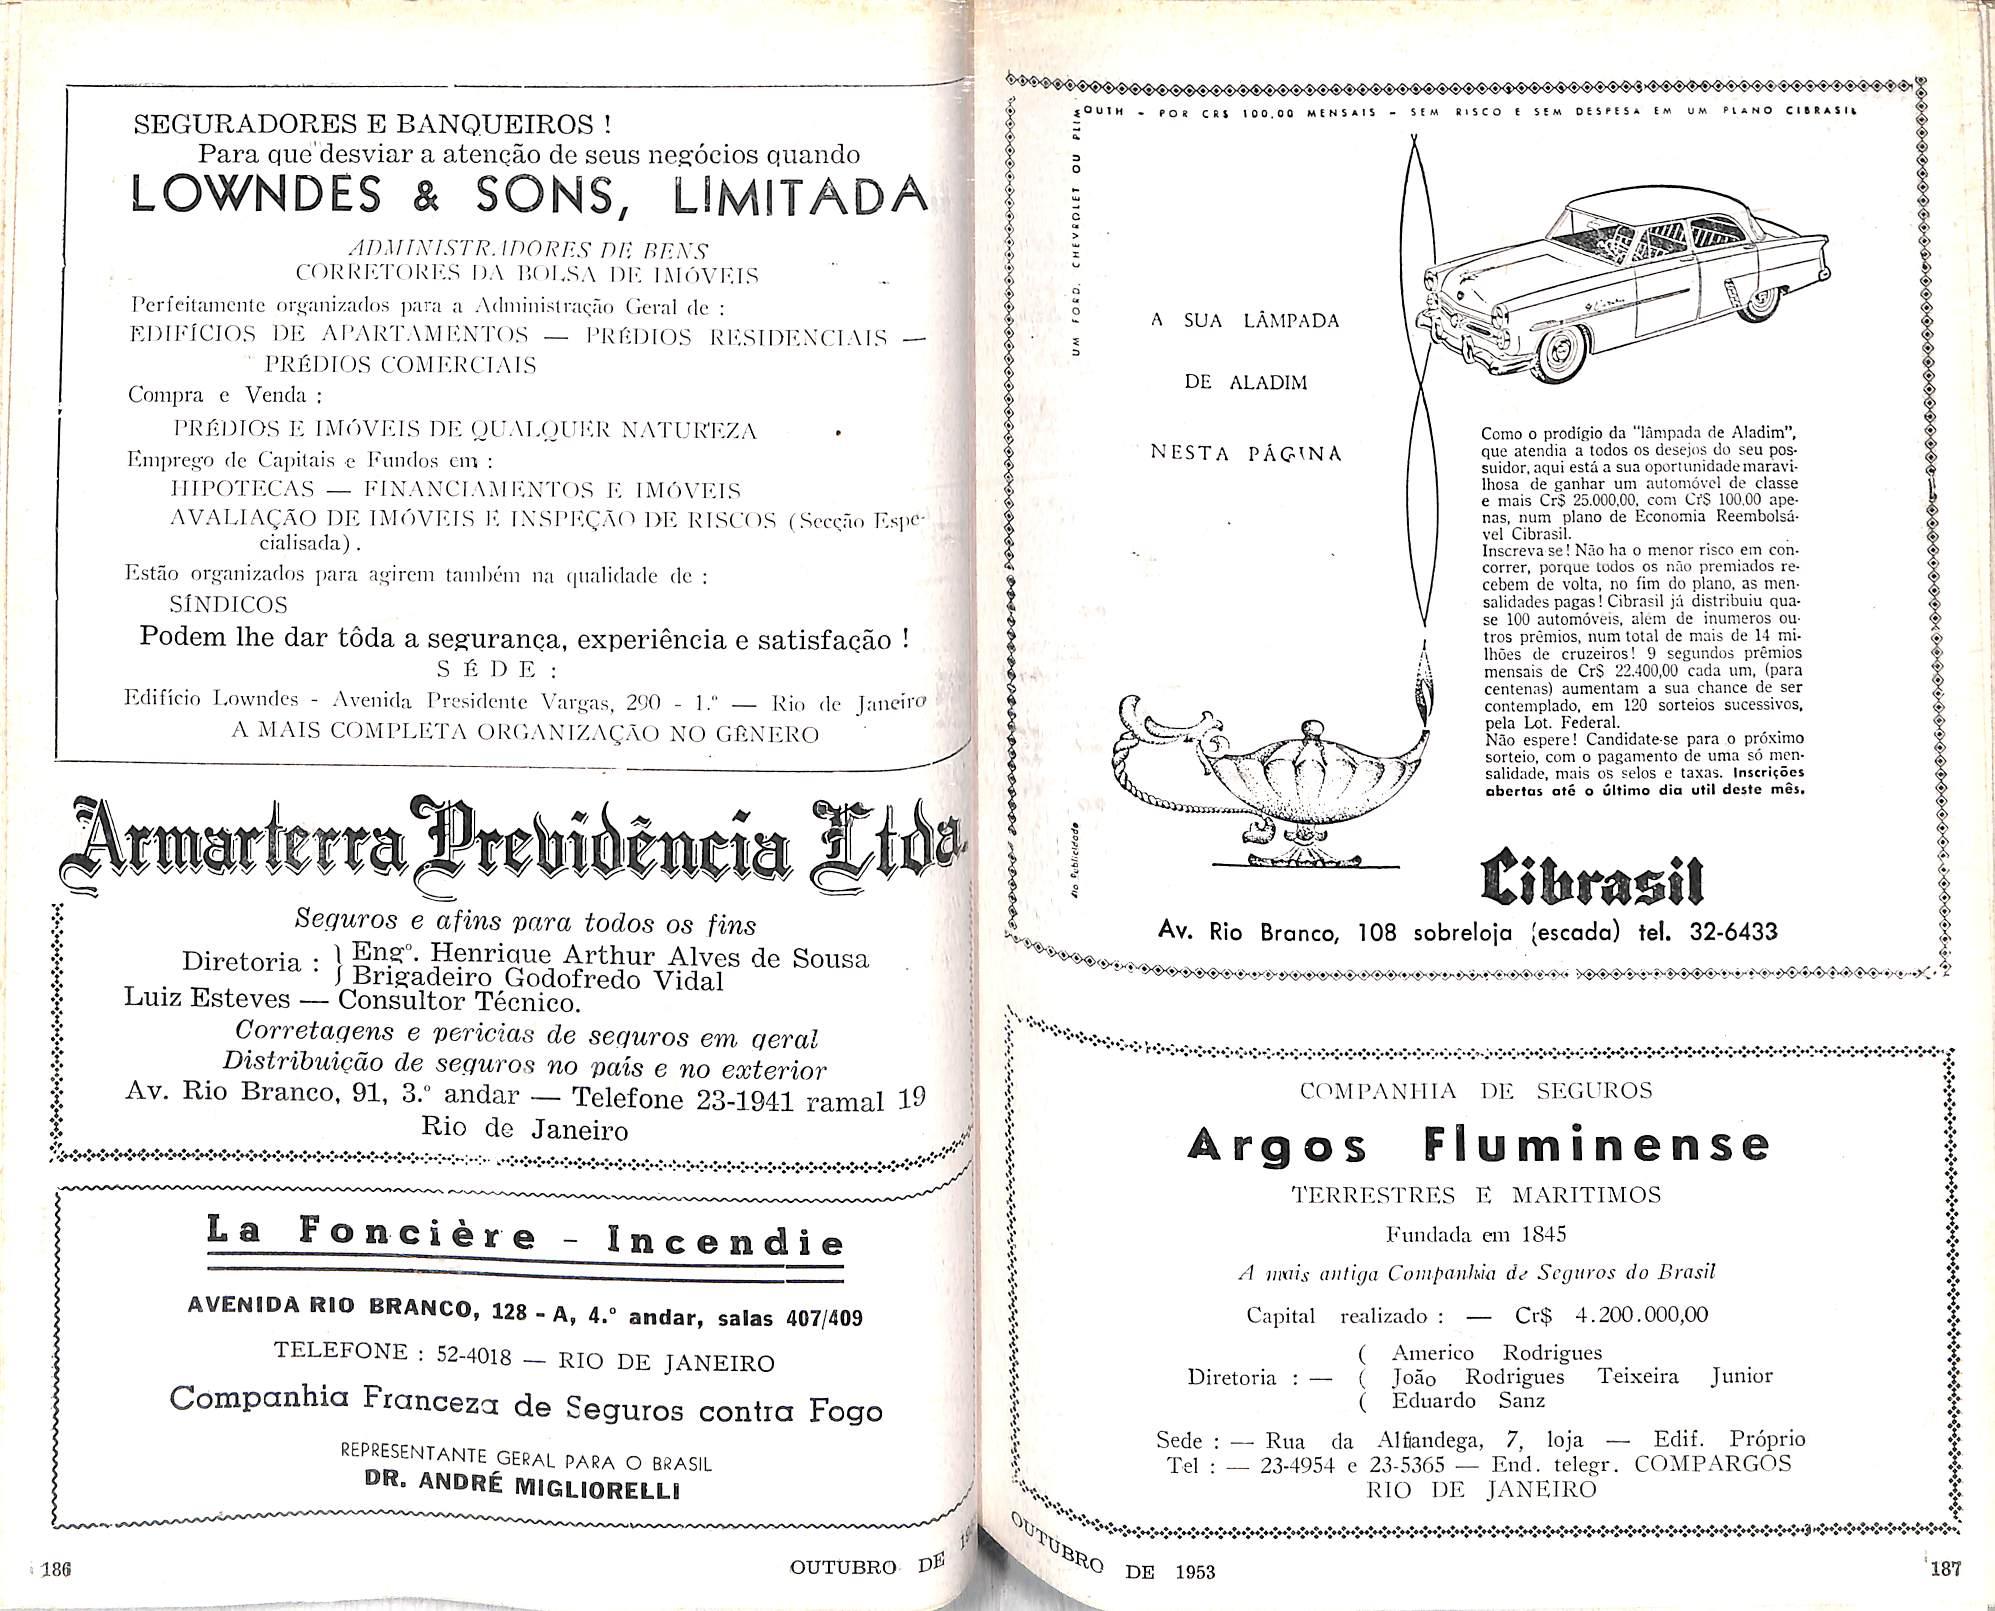 SEGURADORES E BANQUEIROS !
Para que desviar a atenção de seus negócios quando
LOWNDES & SONS, LIMITADA
ADMINISTRADORES DE BENS
CORRETORES DA BOLSA DE IMÓVEIS
Perfeitamente organizados para a Administração Geral de :
EDIFÍCIOS DE APARTAMENTOS — PRÉDIOS RESIDENCIAIS —
PRÉDIOS COMERCIAIS
Compra e Venda :
PRÉDIOS E IMÓVEIS DE QUALQUER NATUREZA
Emprego de Capitais e Fundos em :
HIPOTECAS — FINANCIAMENTOS E IMÓVEIS
AVALIAÇÃO DE IMÓVEIS E INSPEÇÃO DE RISCOS (Secção Espe-
cialisada) .
Estão organizados para agirem também na qualidade de :
SÍNDICOS
Podem lhe dar tôda a segurança, experiência e satisfação !
S É D E :
Edifício Lowndes - Avenida Presidente Vargas, 290 - 1.º — Rio de Janeiro
A MAIS COMPLETA ORGANIZAÇÃO NO GÊNERO
Armarterra Previdência Ltda.
Seguros e afins para todos os fins
Diretoria : } Engº. Henrique Arthur Alves de Sousa
} Brigadeiro Godofredo Vidal
Luiz Esteves — Consultor Técnico.
Corretagens e pericias de seguros em geral
Distribuição de seguros no país e no exterior
Av. Rio Branco, 91, 3.º andar — Telefone 23-1941 ramal 19
Rio de Janeiro
La Foncière - Incendie
AVENIDA RIO BRANCO, 128 - A, 4.º andar, salas 407/409
TELEFONE : 52-4018 — RIO DE JANEIRO
Companhia Franceza de Seguros contra Fogo
REPRESENTANTE GERAL PARA O BRASIL
DR. ANDRÉ MIGLIORELLI
186
OUTUBRO DE
UM FORD, CHEVROLET OU PLIMOUTH - POR CR$ 100,00 MENSAIS - SEM RISCO E SEM DESPESA EM UM PLANO CIBRASIL
A SUA LÂMPADA
DE ALADIM
NESTA PÁGINA
Como o prodígio da "lâmpada de Aladim",
que atendia a todos os desejos do seu pos-
suidor, aqui está a sua oportunidade maravi-
lhosa de ganhar um automóvel de classe
e mais Cr$ 25.000,00, com Cr$ 100,00 ape-
nas, num plano de Economia Reembolsá-
vel Cibrasil.
Inscreva se! Não ha o menor risco em con-
correr, porque todos os não premiados re-
cebem de volta, no fim do plano, as men-
salidades pagas! Cibrasil já distribuiu qua-
se 100 automóveis, além de inumeros ou-
tros prêmios, num total de mais de 14 mi-
lhões de cruzeiros! 9 segundos prêmios
mensais de Cr$ 22.400,00 cada um, (para
centenas) aumentam a sua chance de ser
contemplado, em 120 sorteios sucessivos,
pela Lot. Federal.
Não espere! Candidate-se para o próximo
sorteio, com o pagamento de uma só men-
salidade, mais os selos e taxas. Inscrições
abertas até o último dia util deste mês.
Rio Publicidade
Cibrasil
Av. Rio Branco, 108 sobreloja (escada) tel. 32-6433
COMPANHIA DE SEGUROS
Argos Fluminense
TERRESTRES E MARITIMOS
Fundada em 1845
A mais antiga Companhia de Seguros do Brasil
Capital realizado : — Cr$ 4.200.000,00
( Americo Rodrigues
Diretoria : — ( João Rodrigues Teixeira Junior
( Eduardo Sanz
Sede : — Rua da Alfandega, 7, loja — Edif. Próprio
Tel : — 23-4954 e 23-5365 — End. telegr. COMPARGOS
RIO DE JANEIRO
OUTUBRO DE 1953
187